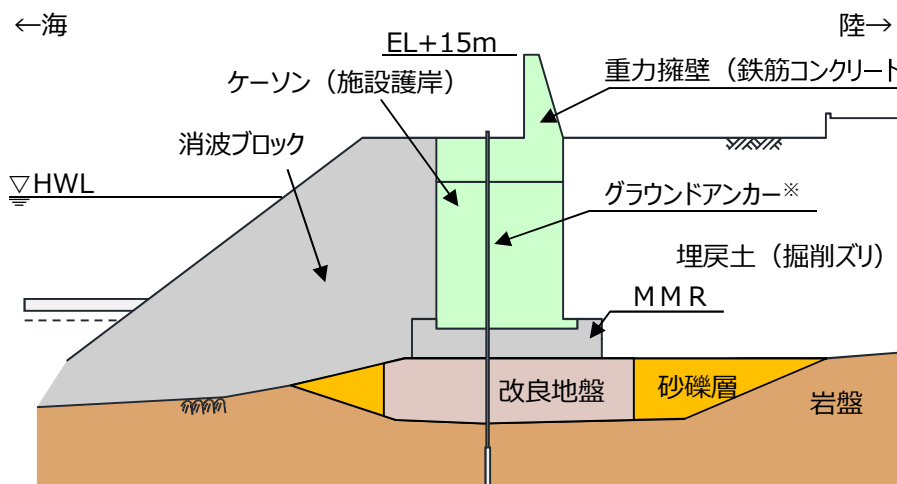 ←海
陸→
EL+15m
重力擁壁（鉄筋コンクリート
ケーソン（施設護岸）
消波ブロック
▽HWL
グラウンドアンカー※
埋戻土（掘削ズリ）
ＭＭＲ
改良地盤
砂礫層
岩盤